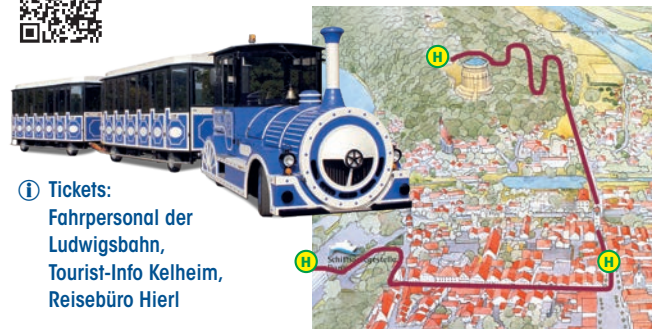 ⓘ Tickets:
Fahrpersonal der
Ludwigsbahn,
Tourist-Info Kelheim,
Reisebüro Hierl
H
H
H